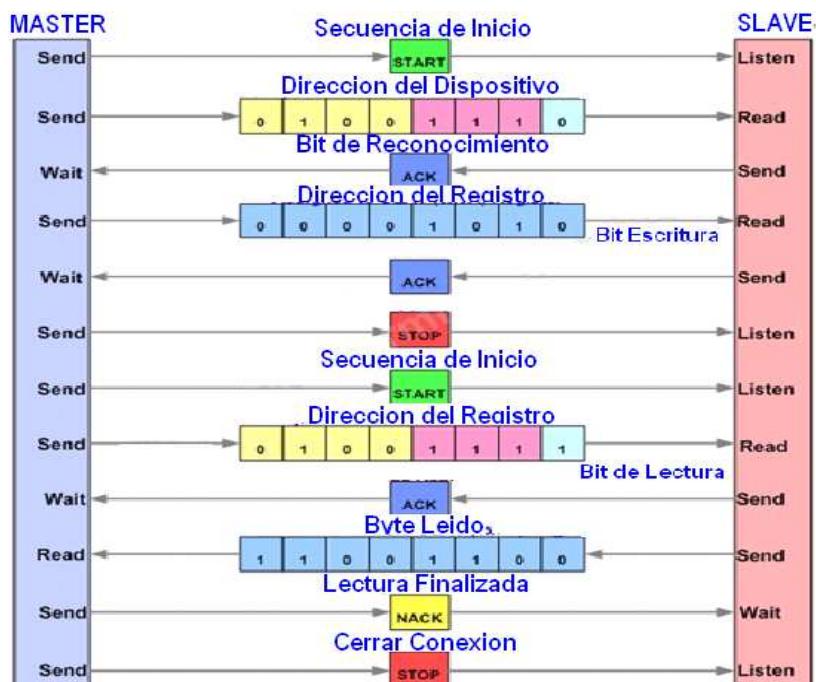 MASTER Secuencia de Inicio SLAVE
Send START Listen
Direccion del Dispositivo
Send 0 1 0 0 1 1 1 0 Read
Bit de Reconocimiento
Wait ACK Send
Direccion del Registro
Send 0 0 0 0 1 0 1 0 Read
Bit Escritura
Wait ACK Send
Send STOP Listen
Secuencia de Inicio
Send START Listen
Direccion del Registro
Send 0 1 0 0 1 1 1 1 Read
Bit de Lectura
Wait ACK Send
Byte Leido
Read 1 1 0 0 1 1 0 0 Send
Lectura Finalizada
Send NACK Wait
Cerrar Conexion
Send STOP Listen